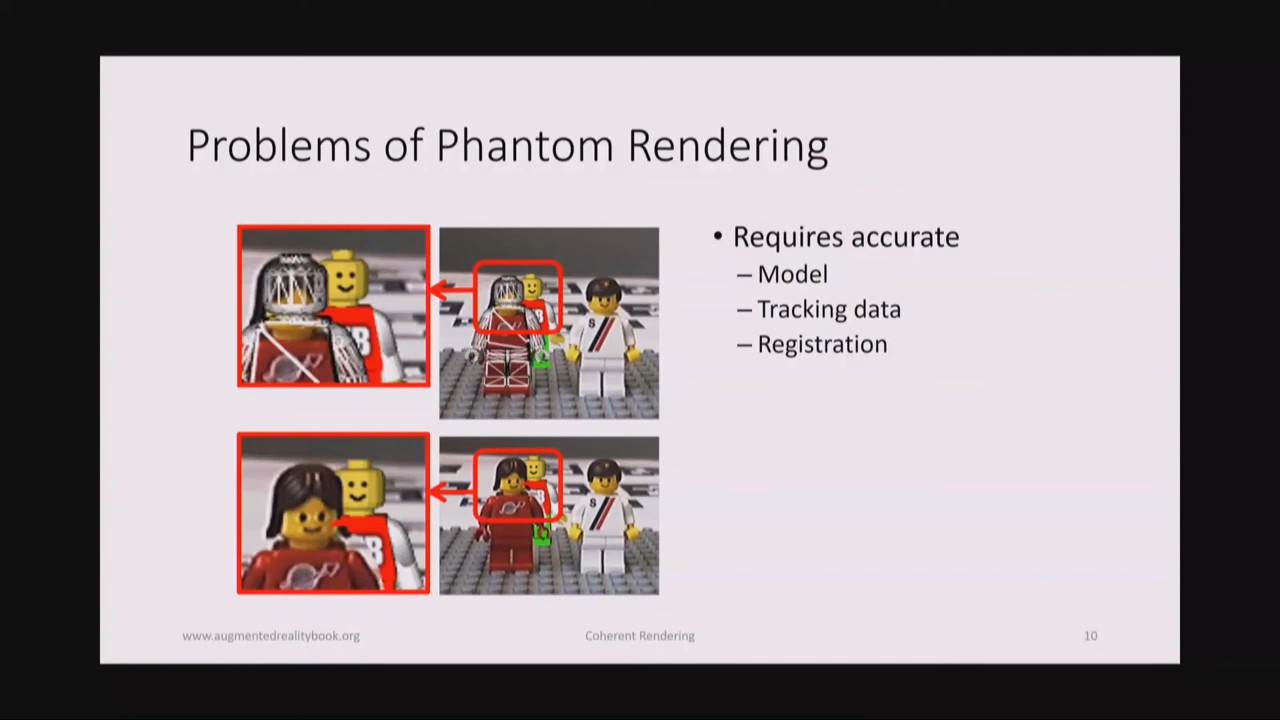 Problems of Phantom Rendering
• Requires accurate
– Model
– Tracking data
– Registration
S
S
B
www.augmentedrealitybook.org
Coherent Rendering
10